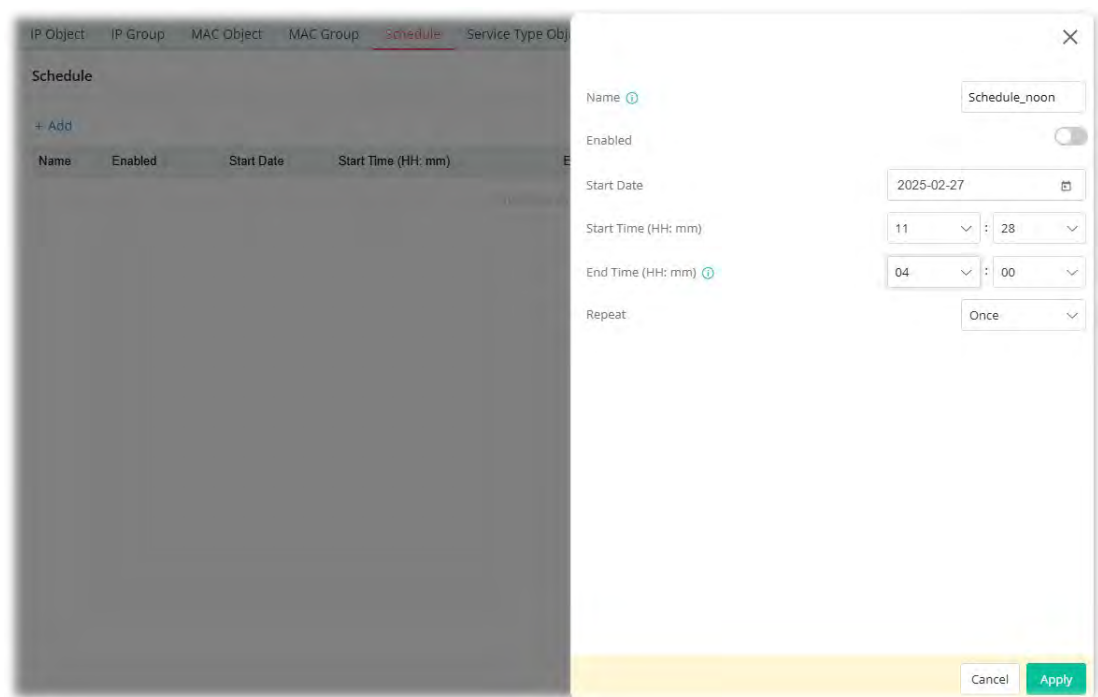 IP Object IP Group MAC Object MAC Group Schedule Service Type Obj
Schedule
+ Add
Name Enabled Start Date Start Time (HH: mm) E
Name Schedule_noon
Enabled
Start Date 2025-02-27
Start Time (HH: mm) 11 : 28
End Time (HH: mm) 04 : 00
Repeat Once
Cancel Apply